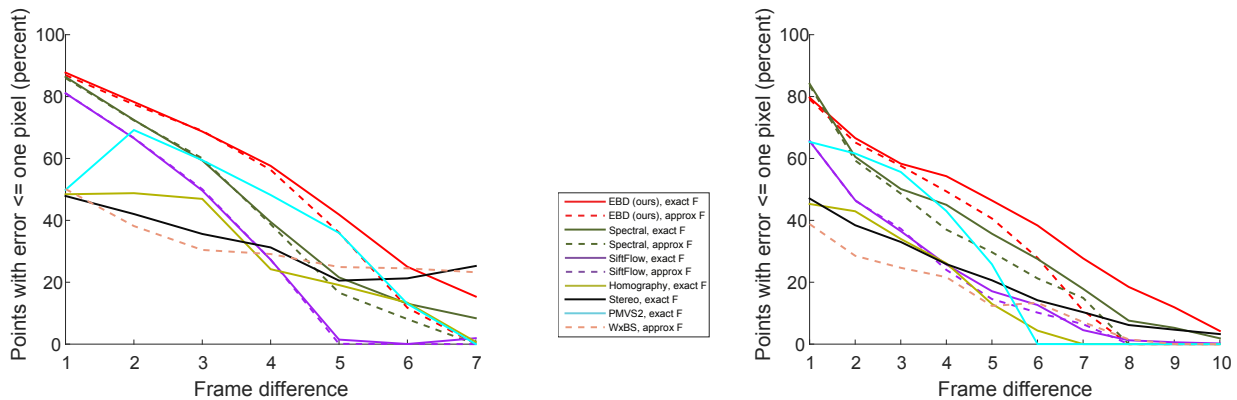 Points with error <= one pixel (percent)
100
80
60
40
20
0
1 2 3 4 5 6 7
Frame difference
EBD (ours), exact F
EBD (ours), approx F
Spectral, exact F
Spectral, approx F
SiftFlow, exact F
SiftFlow, approx F
Homography, exact F
Stereo, exact F
PMVS2, exact F
WxBS, approx F
Points with error <= one pixel (percent)
100
80
60
40
20
0
1 2 3 4 5 6 7 8 9 10
Frame difference